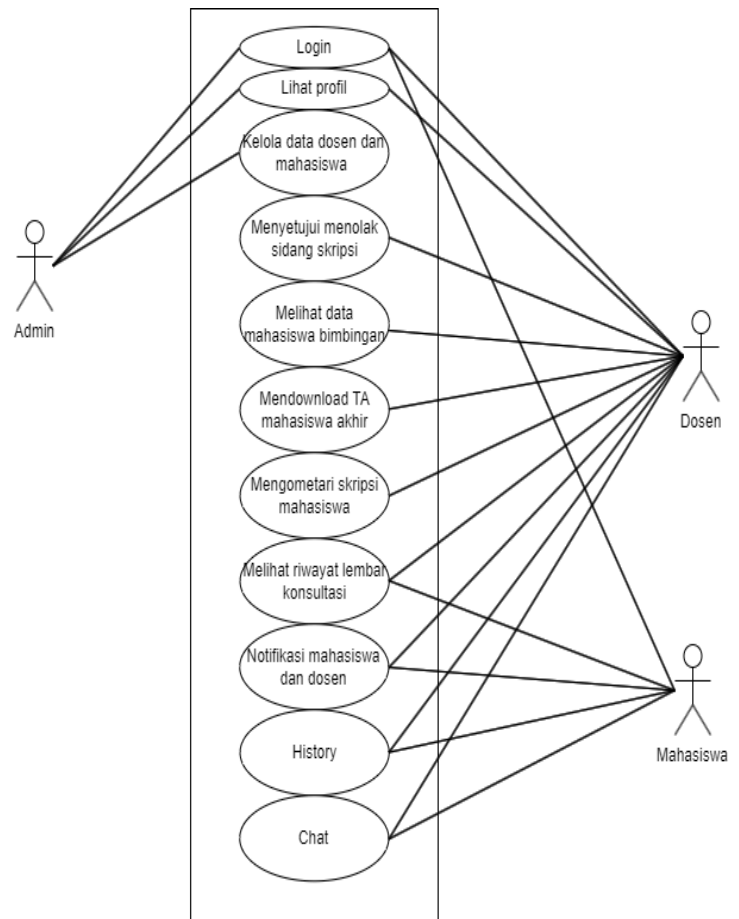 Login
Lihat profil
Kelola data dosen dan
mahasiswa
Menyetujui menolak
sidang skripsi
Melihat data
mahasiswa bimbingan
Mendownload TA
mahasiswa akhir
Mengometari skripsi
mahasiswa
Melihat riwayat lembar
konsultasi
Notifikasi mahasiswa
dan dosen
History
Chat
Admin
Dosen
Mahasiswa